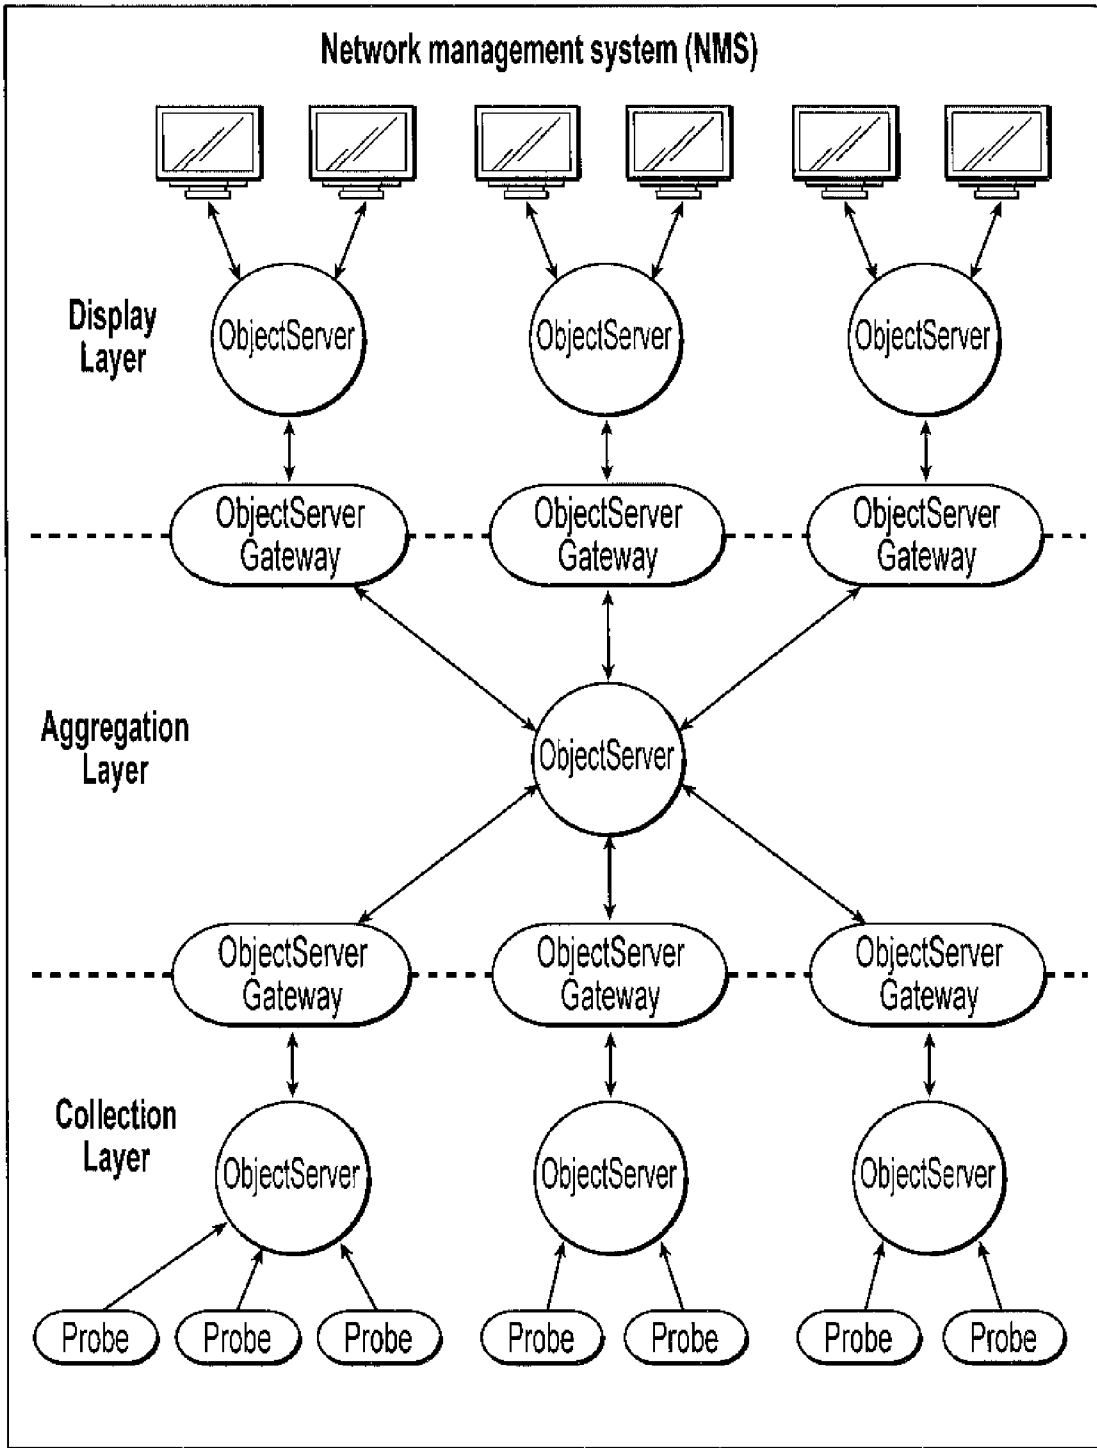 Network management system (NMS)
Display
Layer
ObjectServer
ObjectServer
ObjectServer
ObjectServer
Gateway
ObjectServer
Gateway
ObjectServer
Gateway
Aggregation
Layer
ObjectServer
ObjectServer
Gateway
ObjectServer
Gateway
ObjectServer
Gateway
Collection
Layer
ObjectServer
ObjectServer
ObjectServer
Probe
Probe
Probe
Probe
Probe
Probe
Probe